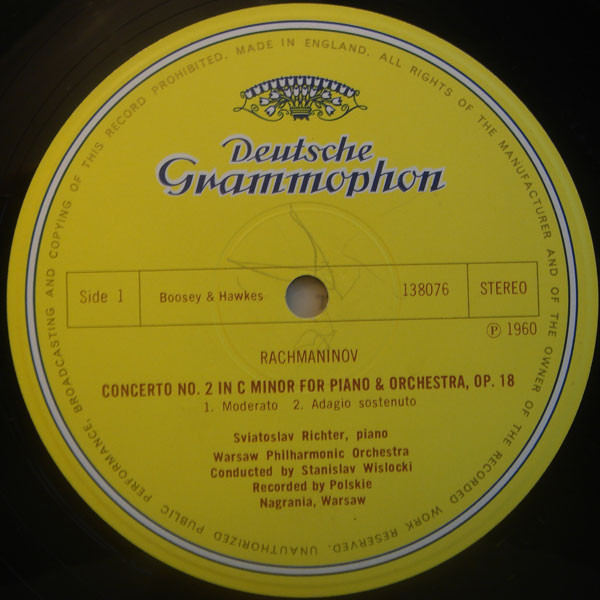 UNAUTHORIZED PUBLIC PERFORMANCE, BROADCASTING AND COPYING OF THIS RECORD PROHIBITED. MADE IN ENGLAND. ALL RIGHTS OF THE MANUFACTURER AND OF THE OWNER OF THE RECORDED WORK RESERVED.
Deutsche
Grammophon
Side 1
Boosey & Hawkes
138076
STEREO
℗ 1960
RACHMANINOV
CONCERTO NO. 2 IN C MINOR FOR PIANO & ORCHESTRA, OP. 18
1. Moderato 2. Adagio sostenuto
Sviatoslav Richter, piano
Warsaw Philharmonic Orchestra
Conducted by Stanislav Wislocki
Recorded by Polskie
Nagrania, Warsaw